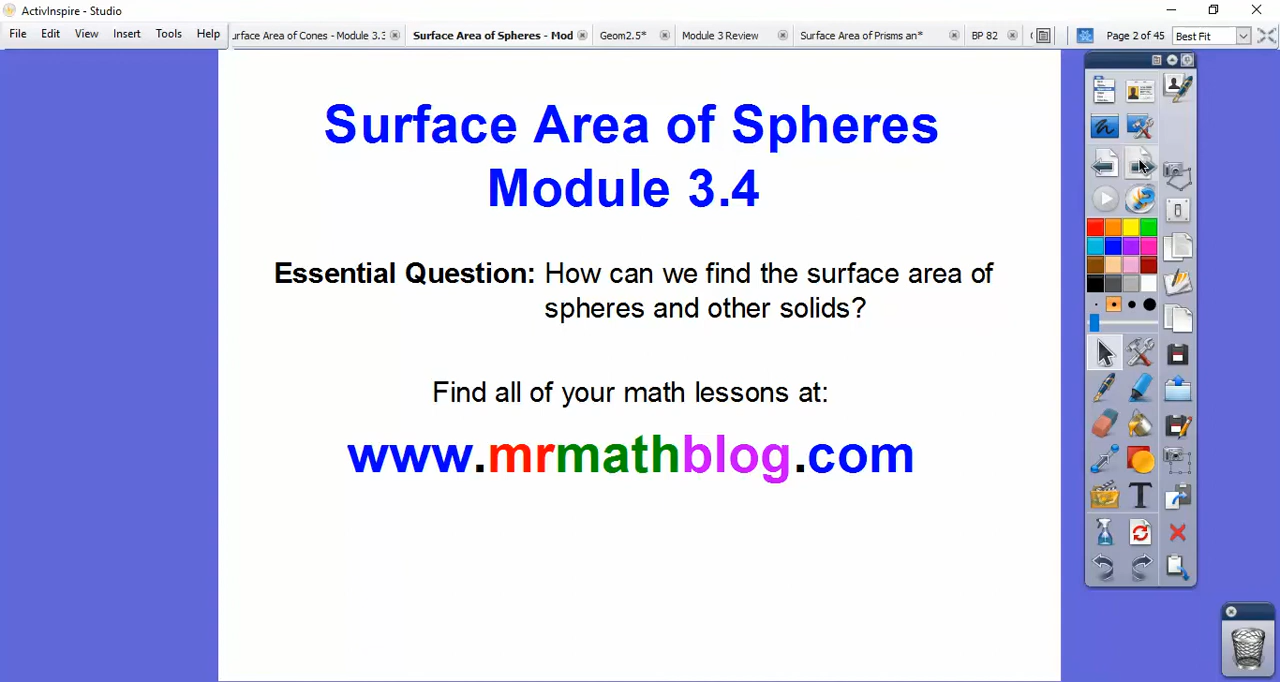 ActivInspire - Studio
File Edit View Insert Tools Help
urface Area of Cones - Module 3.3
Surface Area of Spheres - Mod
Geom2.5*
Module 3 Review
Surface Area of Prisms an*
BP 82
Page 2 of 45
Best Fit
Surface Area of Spheres
Module 3.4
Essential Question: How can we find the surface area of
spheres and other solids?
Find all of your math lessons at:
www.mrmathblog.com
T